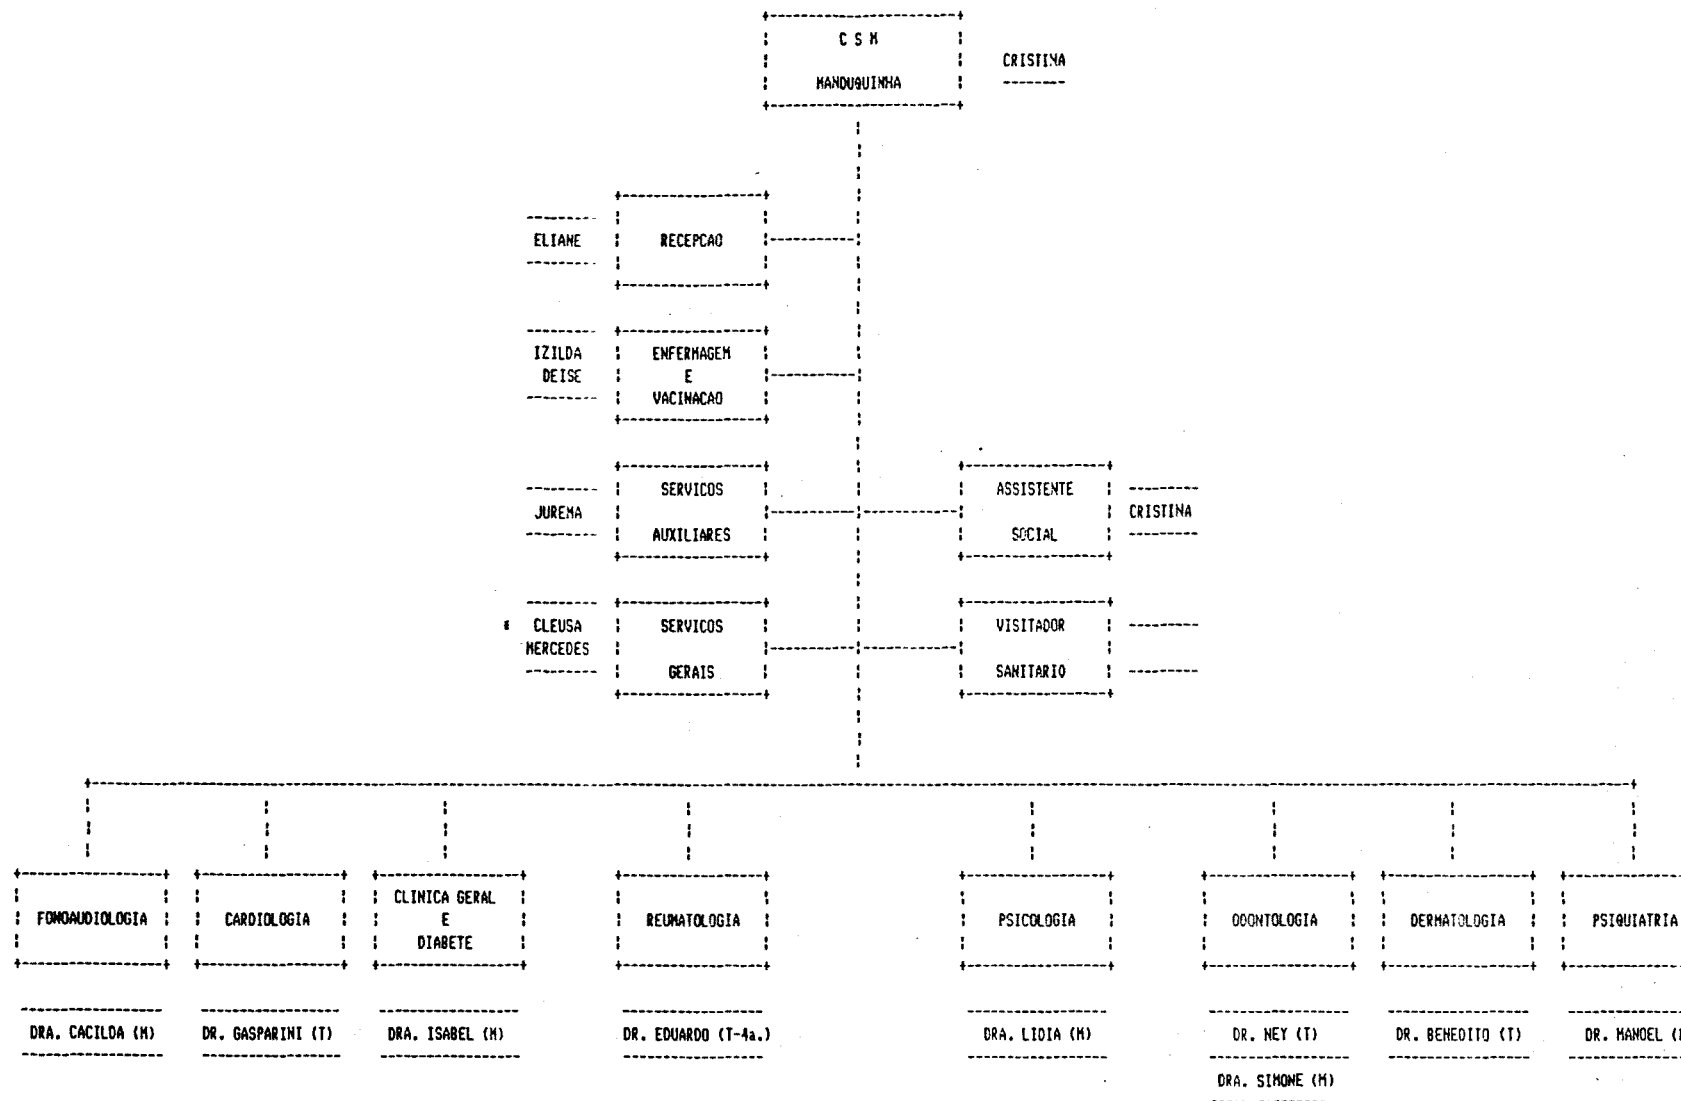 C S M
MANDUQUINHA
CRISTINA
ELIANE
RECEPCAO
IZILDA
DEISE
ENFERMAGEM
E
VACINACAO
JUREMA
SERVICOS
AUXILIARES
ASSISTENTE
SOCIAL
CRISTINA
CLEUSA
MERCEDES
SERVICOS
GERAIS
VISITADOR
SANITARIO
FONOAUDIOLOGIA
CARDIOLOGIA
CLINICA GERAL
E
DIABETE
REUMATOLOGIA
PSICOLOGIA
ODONTOLOGIA
DERMATOLOGIA
PSIQUIATRIA
DRA. CACILDA (M)
DR. GASPARINI (T)
DRA. ISABEL (M)
DR. EDUARDO (T-4a.)
DRA. LIDIA (M)
DR. NEY (T)
DRA. SIMONE (M)
DR. BENEDITO (T)
DR. MANOEL (